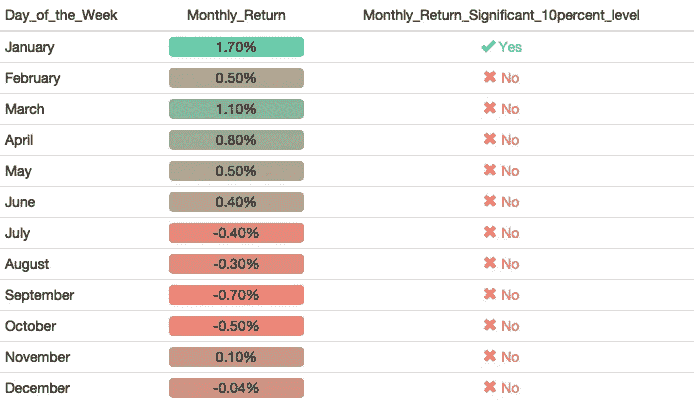 Day_of_the_Week Monthly_Return Monthly_Return_Significant_10percent_level
January 1.70% ✔ Yes
February 0.50% ✖ No
March 1.10% ✖ No
April 0.80% ✖ No
May 0.50% ✖ No
June 0.40% ✖ No
July -0.40% ✖ No
August -0.30% ✖ No
September -0.70% ✖ No
October -0.50% ✖ No
November 0.10% ✖ No
December -0.04% ✖ No